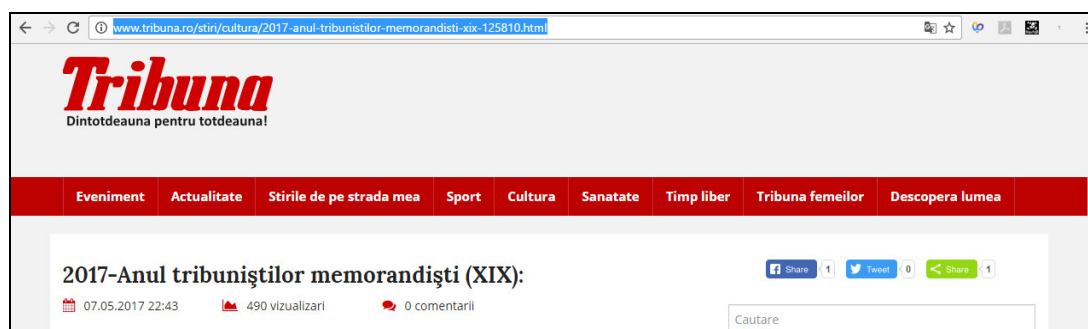 www.tribuna.ro/stiri/cultura/2017-anul-tribunistilor-memorandisti-xix-125810.html
Tribuna
Dintotdeauna pentru totdeauna!
Eveniment Actualitate Stirile de pe strada mea Sport Cultura Sanatate Timp liber Tribuna femeilor Descopera lumea
2017-Anul tribuniştilor memorandişti (XIX):
Share 1 Tweet 0 Share 1
07.05.2017 22:43 490 vizualizari 0 comentarii
Cautare